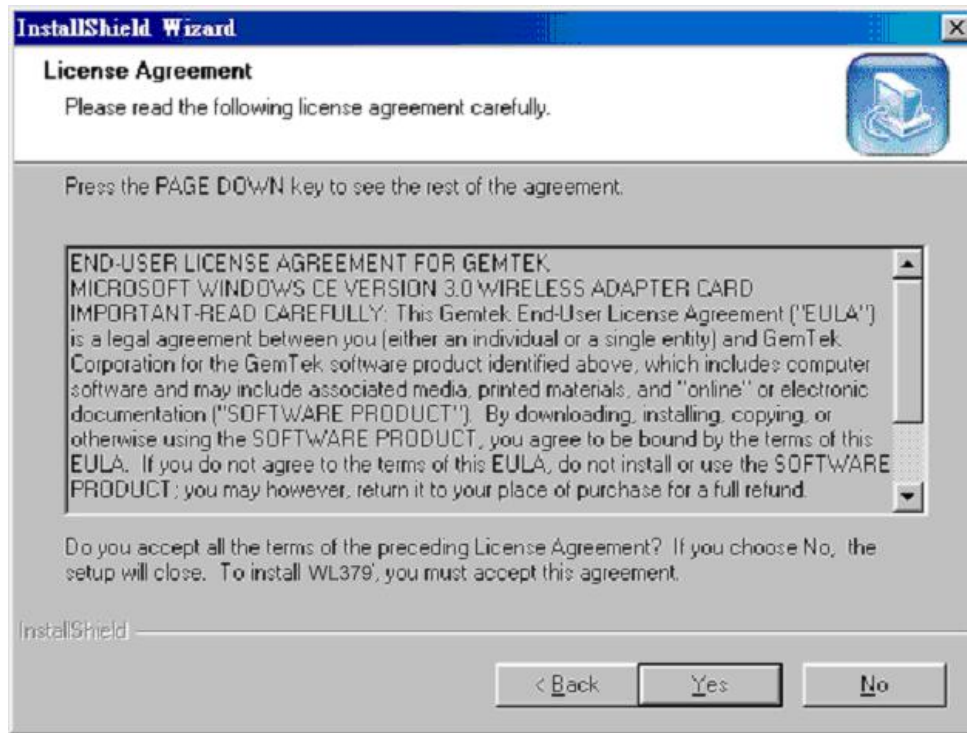 InstallShield Wizard
License Agreement
Please read the following license agreement carefully.
Press the PAGE DOWN key to see the rest of the agreement.
END-USER LICENSE AGREEMENT FOR GEMTEK
MICROSOFT WINDOWS CE VERSION 3.0 WIRELESS ADAPTER CARD
IMPORTANT-READ CAREFULLY: This Gemtek End-User License Agreement ("EULA")
is a legal agreement between you (either an individual or a single entity) and GemTek
Corporation for the GemTek software product identified above, which includes computer
software and may include associated media, printed materials, and "online" or electronic
documentation ("SOFTWARE PRODUCT"). By downloading, installing, copying, or
otherwise using the SOFTWARE PRODUCT, you agree to be bound by the terms of this
EULA. If you do not agree to the terms of this EULA, do not install or use the SOFTWARE
PRODUCT; you may however, return it to your place of purchase for a full refund.
Do you accept all the terms of the preceding License Agreement? If you choose No, the
setup will close. To install WL379', you must accept this agreement.
InstallShield
< Back Yes No